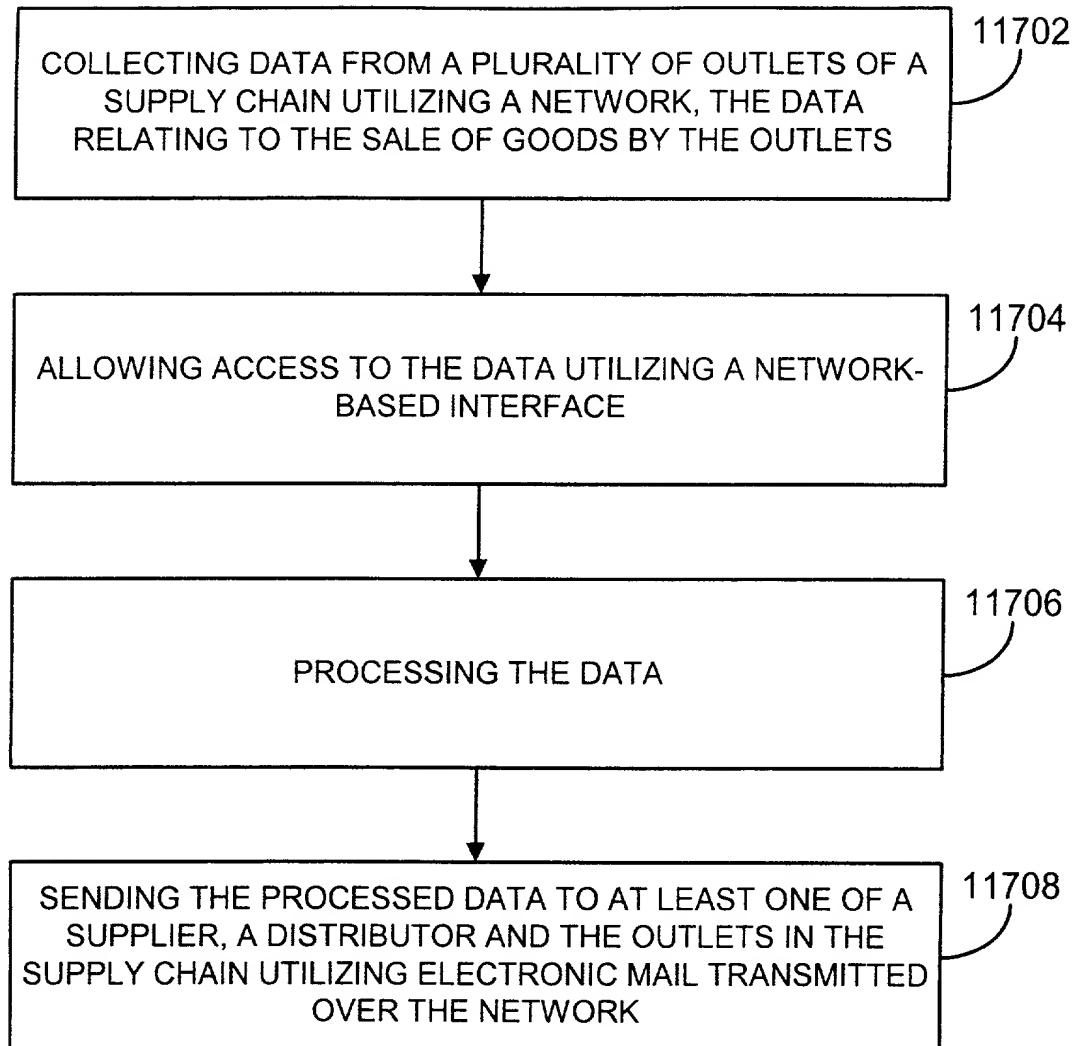 11702
COLLECTING DATA FROM A PLURALITY OF OUTLETS OF A
SUPPLY CHAIN UTILIZING A NETWORK, THE DATA
RELATING TO THE SALE OF GOODS BY THE OUTLETS
11704
ALLOWING ACCESS TO THE DATA UTILIZING A NETWORK-
BASED INTERFACE
11706
PROCESSING THE DATA
11708
SENDING THE PROCESSED DATA TO AT LEAST ONE OF A
SUPPLIER, A DISTRIBUTOR AND THE OUTLETS IN THE
SUPPLY CHAIN UTILIZING ELECTRONIC MAIL TRANSMITTED
OVER THE NETWORK